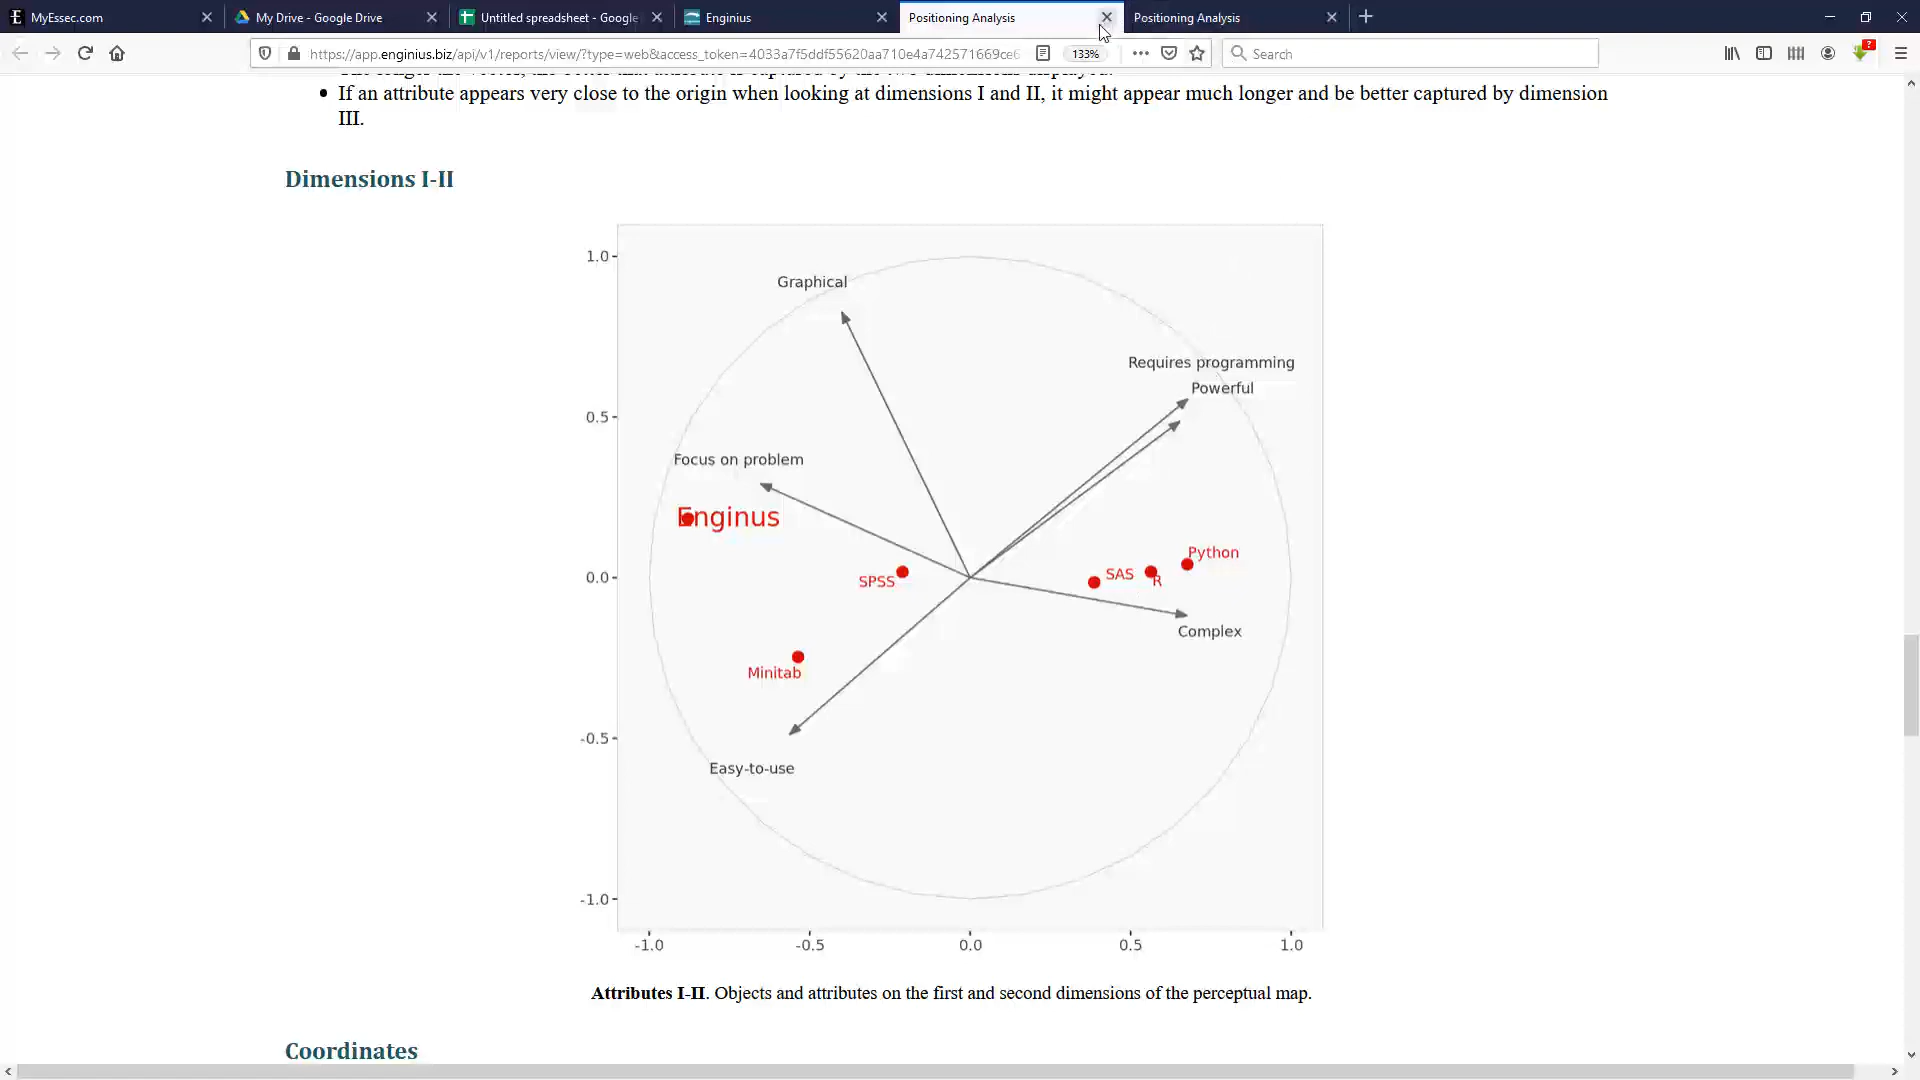 MyEssec.com
My Drive - Google Drive
Untitled spreadsheet - Google
Enginius
Positioning Analysis
Positioning Analysis
https://app.enginius.biz/api/v1/reports/view/?type=web&access_token=4033a7f5ddf55620aa710e4a742571669ce6
133%
Search
If an attribute appears very close to the origin when looking at dimensions I and II, it might appear much longer and be better captured by dimension
III.
Dimensions I-II
1.0
Graphical
Requires programming
Powerful
0.5
Focus on problem
Enginus
Python
SAS
R
SPSS
0.0
Complex
Minitab
-0.5
Easy-to-use
-1.0
-1.0 -0.5 0.0 0.5 1.0
Attributes I-II. Objects and attributes on the first and second dimensions of the perceptual map.
Coordinates